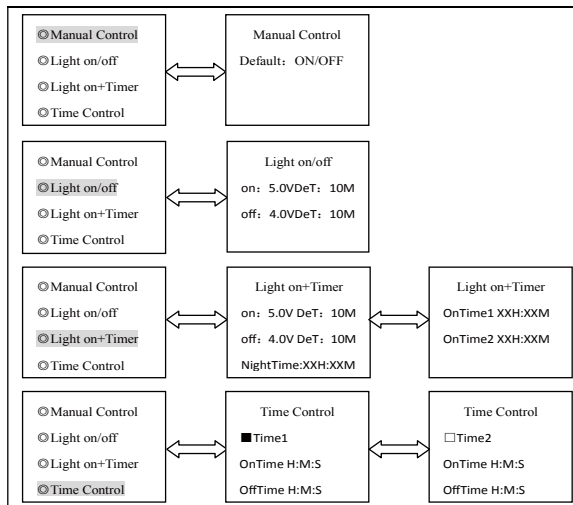 ◎Manual Control
◎Light on/off
◎Light on+Timer
◎Time Control
Manual Control
Default：ON/OFF
◎Manual Control
◎Light on/off
◎Light on+Timer
◎Time Control
Light on/off
on：5.0VDeT：10M
off：4.0VDeT：10M
◎Manual Control
◎Light on/off
◎Light on+Timer
◎Time Control
Light on+Timer
on：5.0V DeT：10M
off：4.0V DeT：10M
NightTime:XXH:XXM
Light on+Timer
OnTime1 XXH:XXM
OnTime2 XXH:XXM
◎Manual Control
◎Light on/off
◎Light on+Timer
◎Time Control
Time Control
■Time1
OnTime H:M:S
OffTime H:M:S
Time Control
□Time2
OnTime H:M:S
OffTime H:M:S